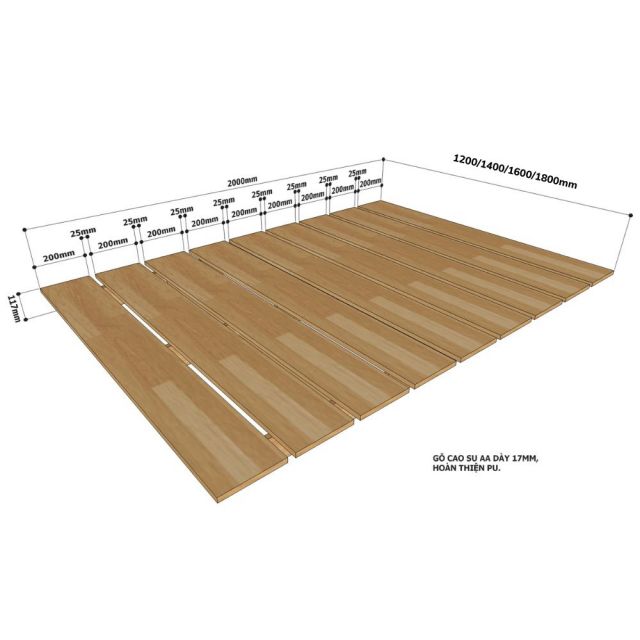 1200/1400/1600/1800mm
2000mm
25mm 25mm 25mm 25mm 25mm 25mm 25mm 25mm
200mm 200mm 200mm 200mm 200mm 200mm 200mm 200mm 200mm
117mm
GỖ CAO SU AA DÀY 17MM,
HOÀN THIỆN PU.